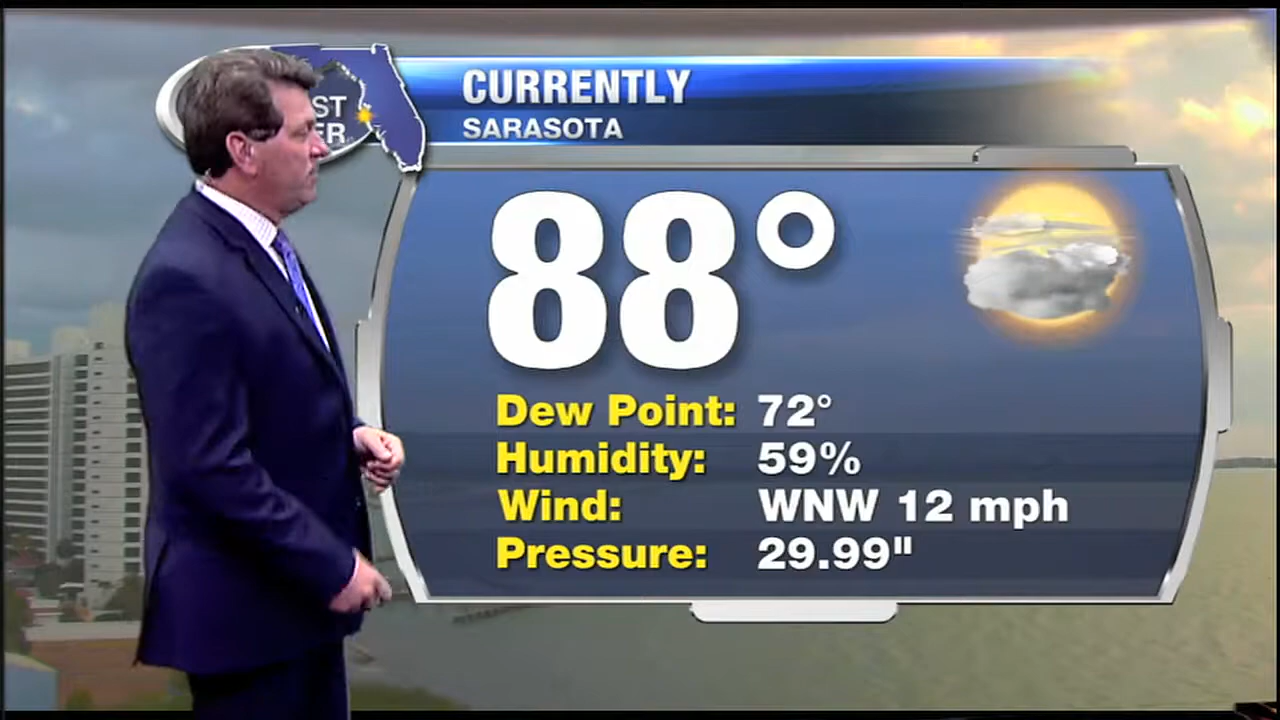 CURRENTLY
SARASOTA
88°
Dew Point: 72°
Humidity: 59%
Wind: WNW 12 mph
Pressure: 29.99"